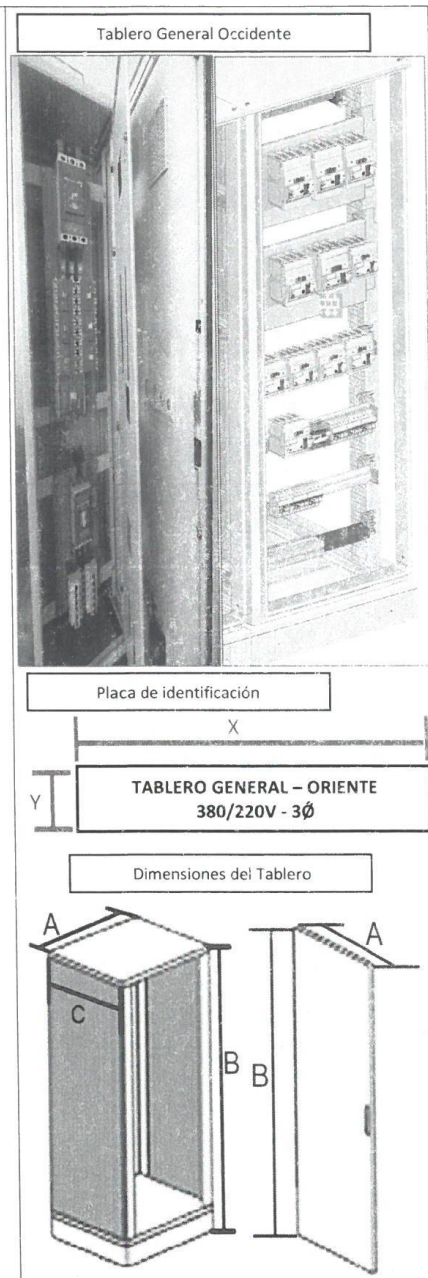 Tablero General Occidente
Placa de identificación
X
Y
TABLERO GENERAL – ORIENTE
380/220V - 3Ø
Dimensiones del Tablero
A
A
C
B
B